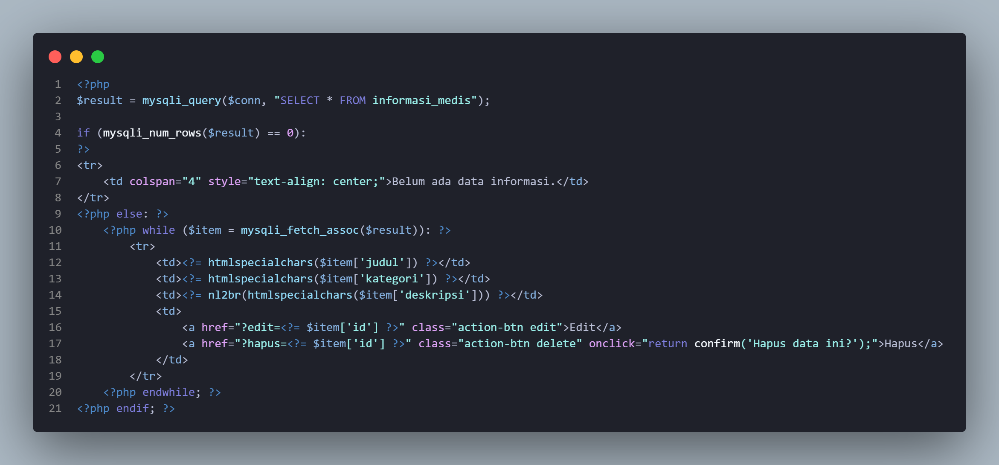 1 <?php
2 $result = mysqli_query($conn, "SELECT * FROM informasi_medis");
3
4 if (mysqli_num_rows($result) == 0):
5 ?>
6 <tr>
7     <td colspan="4" style="text-align: center;">Belum ada data informasi.</td>
8 </tr>
9 <?php else: ?>
10     <?php while ($item = mysqli_fetch_assoc($result)): ?>
11         <tr>
12             <td><?= htmlspecialchars($item['judul']) ?></td>
13             <td><?= htmlspecialchars($item['kategori']) ?></td>
14             <td><?= nl2br(htmlspecialchars($item['deskripsi'])) ?></td>
15             <td>
16                 <a href="?edit=<?= $item['id'] ?>" class="action-btn edit">Edit</a>
17                 <a href="?hapus=<?= $item['id'] ?>" class="action-btn delete" onclick="return confirm('Hapus data ini?');">Hapus</a>
18             </td>
19         </tr>
20     <?php endwhile; ?>
21 <?php endif; ?>